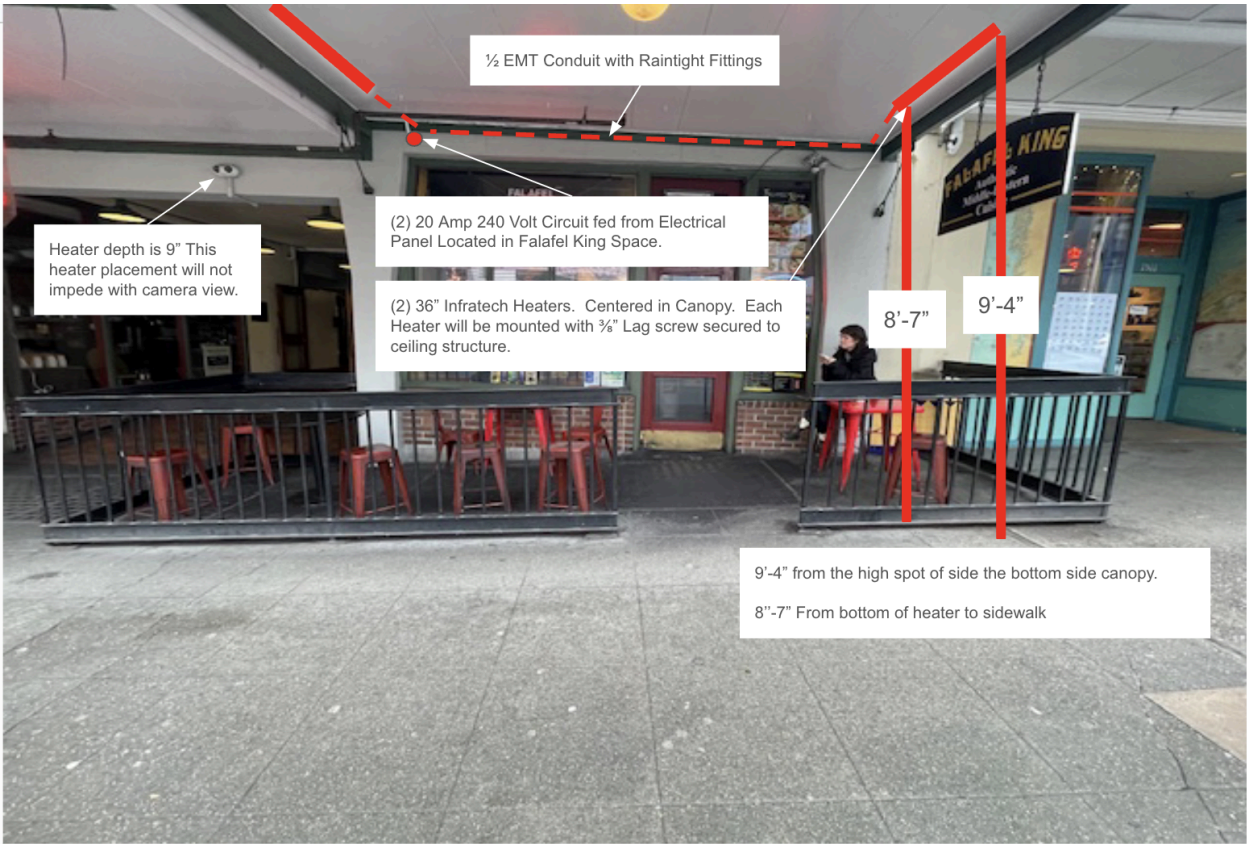 ½ EMT Conduit with Raintight Fittings
(2) 20 Amp 240 Volt Circuit fed from Electrical
Panel Located in Falafel King Space.
Heater depth is 9” This
heater placement will not
impede with camera view.
(2) 36” Infratech Heaters. Centered in Canopy. Each
Heater will be mounted with ⅜” Lag screw secured to
ceiling structure.
8’-7”
9’-4”
FALAFEL KING
Authentic
Middle-Eastern
FALAFEL
9’-4” from the high spot of side the bottom side canopy.
8’’-7” From bottom of heater to sidewalk